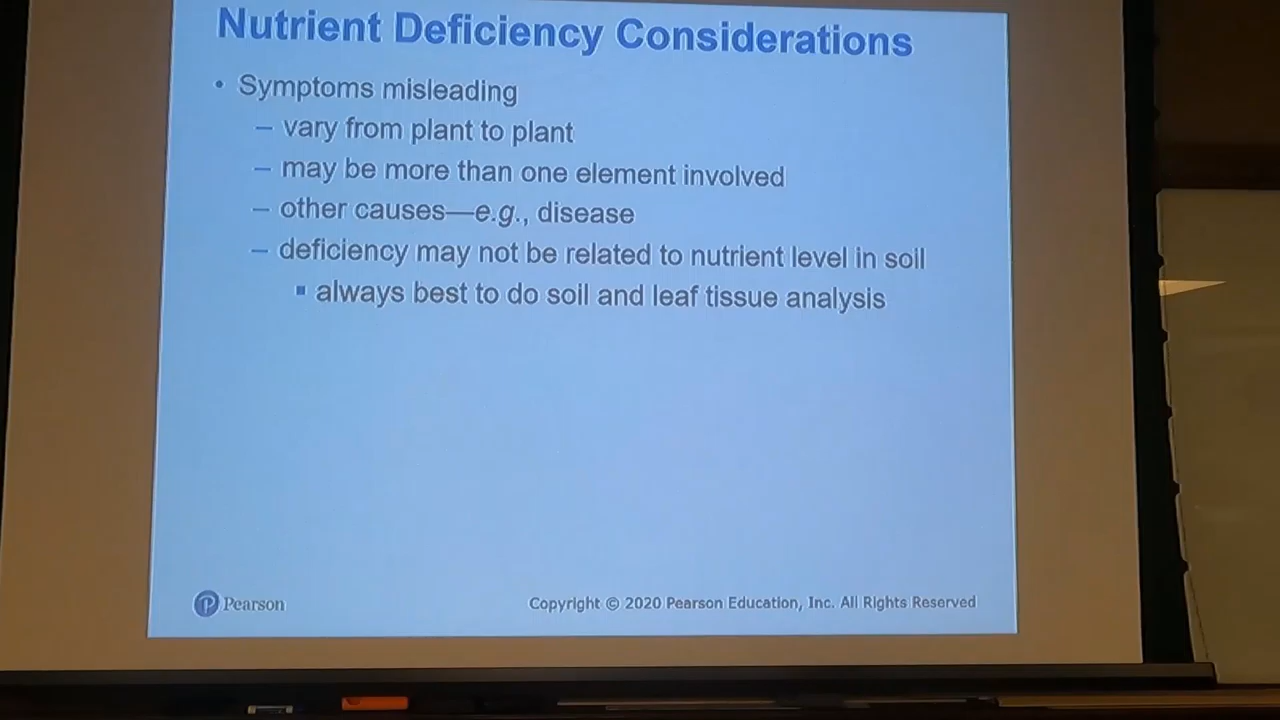 Nutrient Deficiency Considerations
• Symptoms misleading
– vary from plant to plant
– may be more than one element involved
– other causes—e.g., disease
– deficiency may not be related to nutrient level in soil
▪ always best to do soil and leaf tissue analysis
Pearson
Copyright © 2020 Pearson Education, Inc. All Rights Reserved